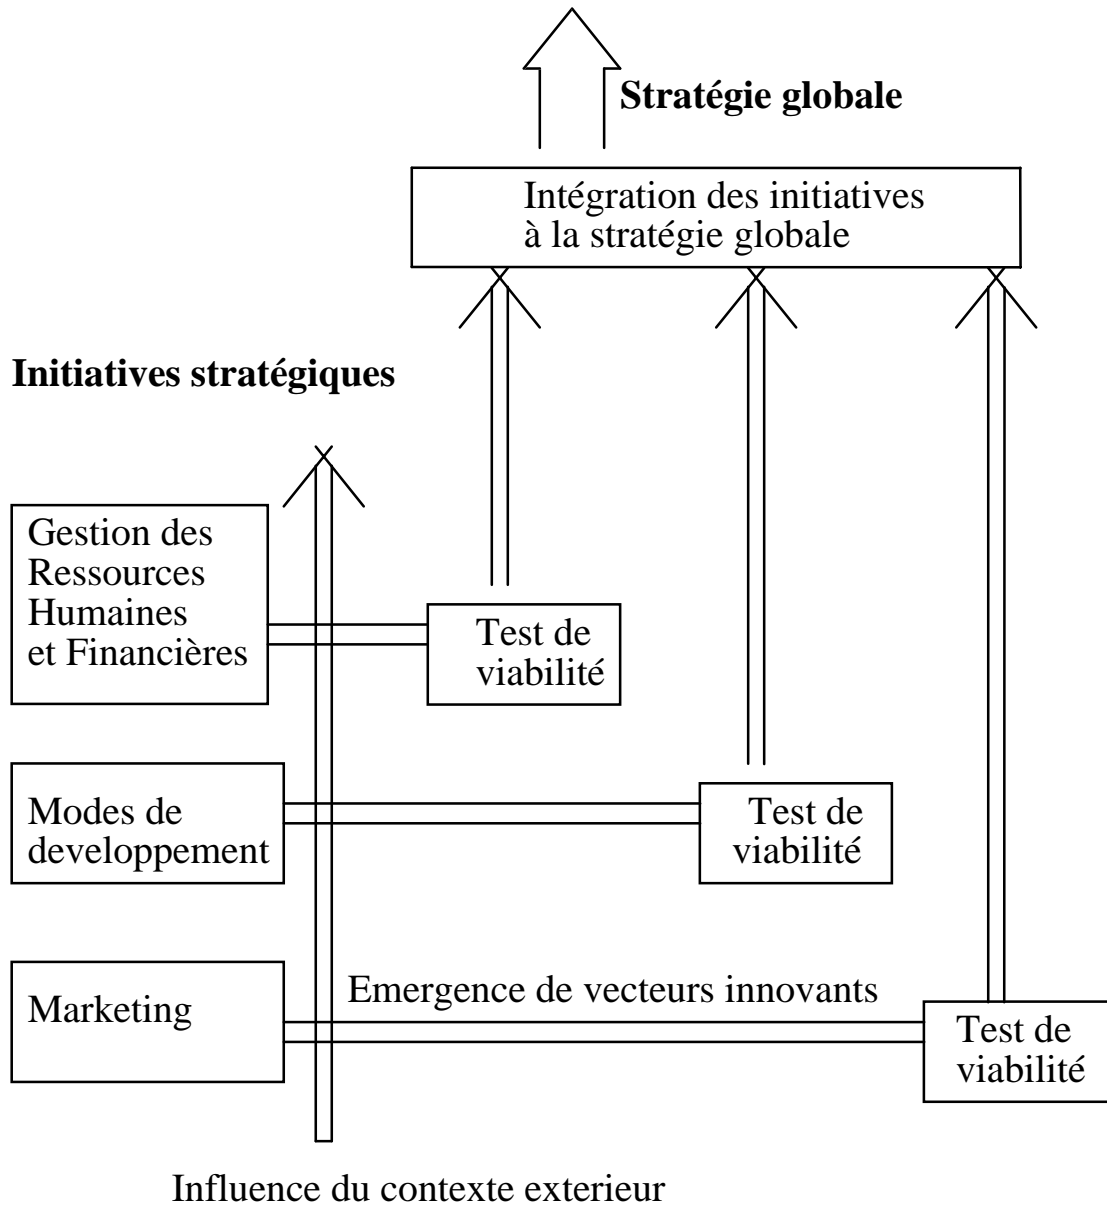 Stratégie globale
Intégration des initiatives
à la stratégie globale
Initiatives stratégiques
Gestion des
Ressources
Humaines
et Financières
Test de
viabilité
Modes de
developpement
Test de
viabilité
Marketing
Emergence de vecteurs innovants
Test de
viabilité
Influence du contexte exterieur